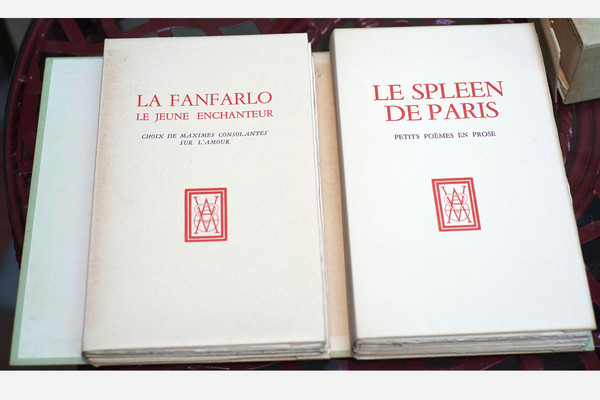 LA FANFARLO
LE JEUNE ENCHANTEUR
CHOIX DE MAXIMES CONSOLANTES
SUR L'AMOUR
LE SPLEEN
DE PARIS
PETITS POÈMES EN PROSE